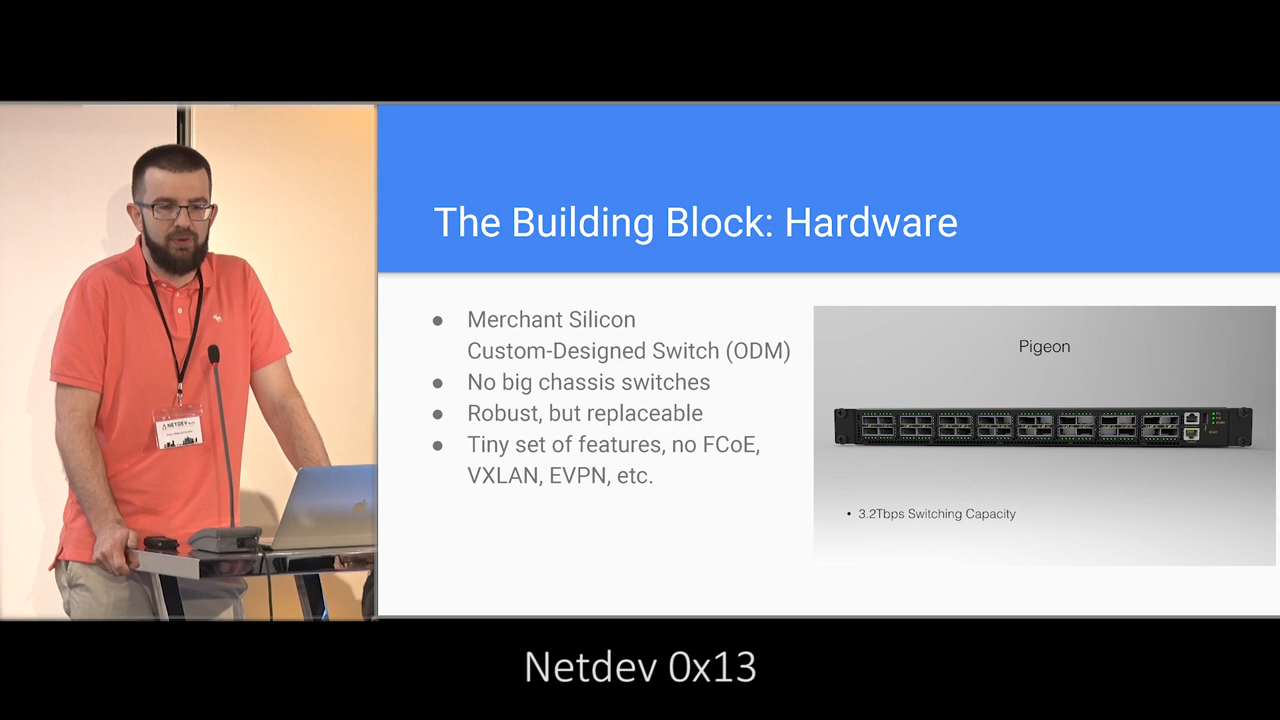 The Building Block: Hardware
● Merchant Silicon
Custom-Designed Switch (ODM)
● No big chassis switches
● Robust, but replaceable
● Tiny set of features, no FCoE,
VXLAN, EVPN, etc.
Pigeon
• 3.2Tbps Switching Capacity
NETDEV
Netdev 0x13